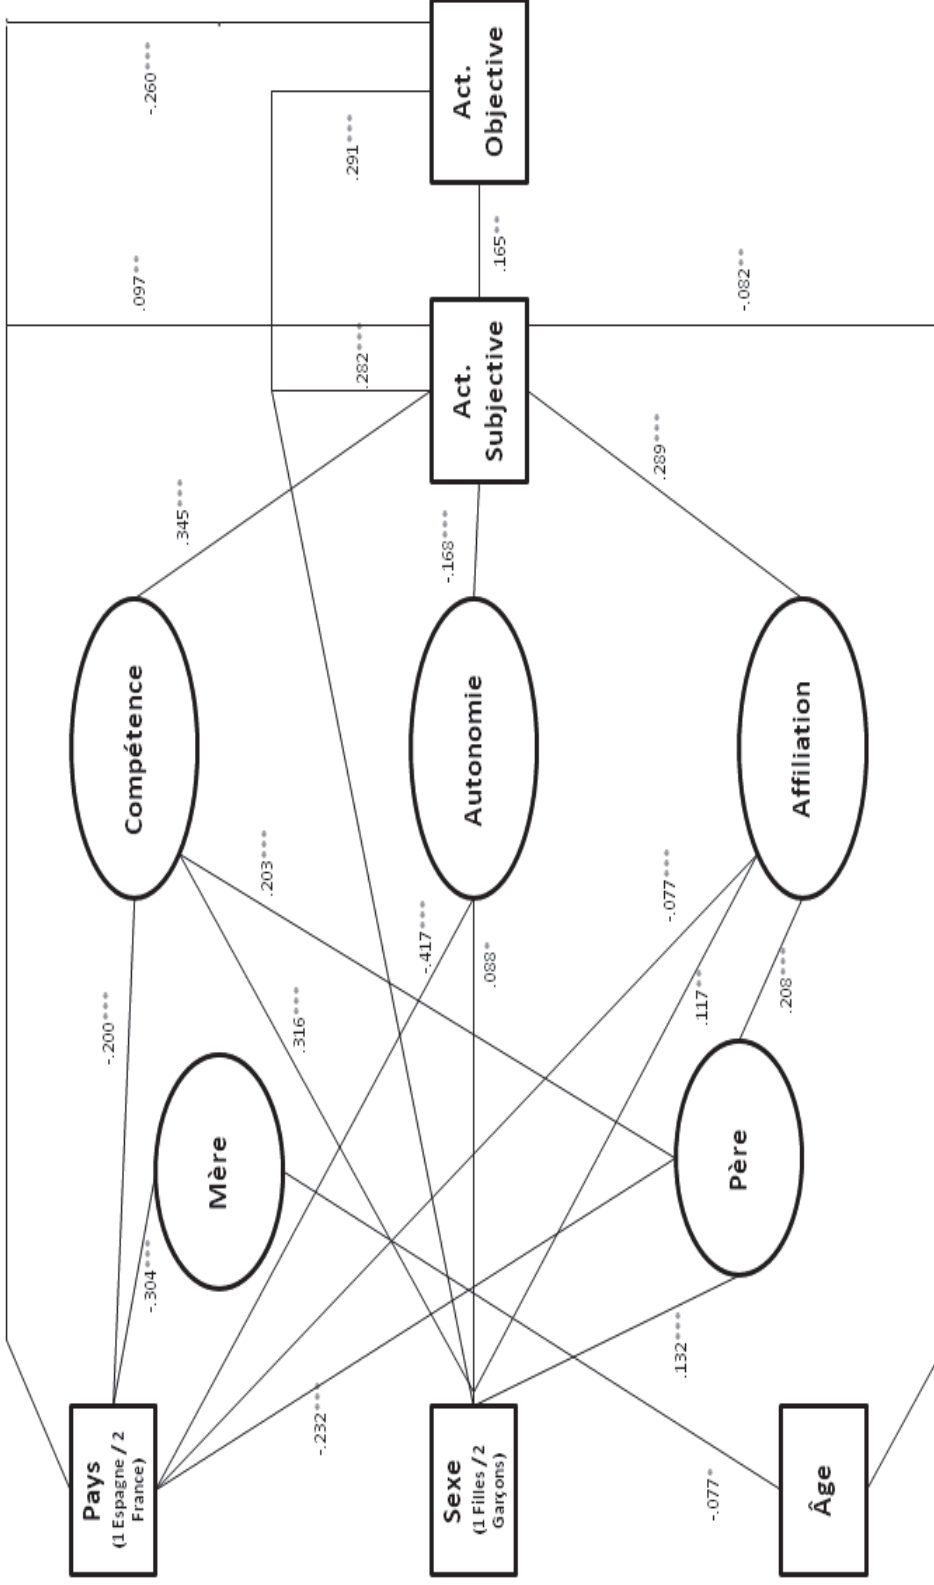 Pays
(1 Espagne / 2
France)
-.200***
Compétence
.097**
-.260***
-.304***
Mère
.345***
.203***
.316***
-.232***
.282***
.291***
Sexe
(1 Filles / 2
Garçons)
-.417***
.088*
Autonomie
-.168***
Act.
Subjective
.165**
Act.
Objective
.132***
Père
-.077***
.117**
.208***
Affiliation
.289***
-.077*
Âge
-.082**